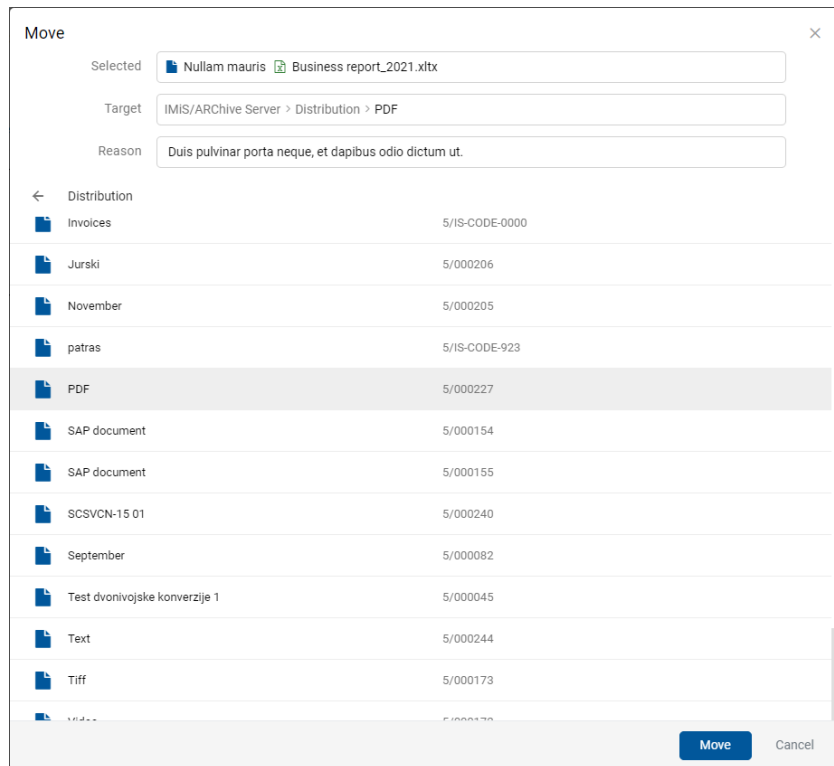 Move
Selected Nullam mauris Business report_2021.xltx
Target IMiS/ARChive Server > Distribution > PDF
Reason Duis pulvinar porta neque, et dapibus odio dictum ut.
Distribution
Invoices 5/IS-CODE-0000
Jurski 5/000206
November 5/000205
patras 5/IS-CODE-923
PDF 5/000227
SAP document 5/000154
SAP document 5/000155
SCSVCN-15 01 5/000240
September 5/000082
Test dvonivojske konverzije 1 5/000045
Text 5/000244
Tiff 5/000173
Move Cancel